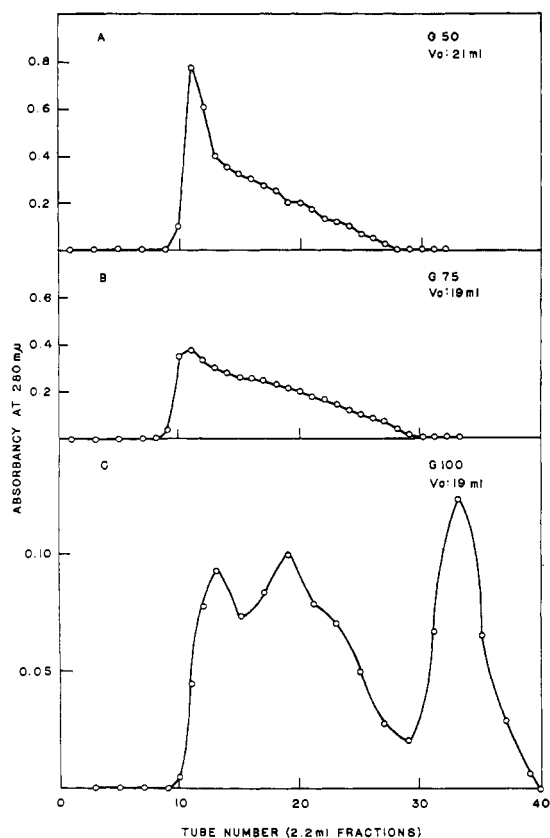 A
G 50
Vo: 21 ml
0.8
0.6
0.4
0.2
B
G 75
Vo: 19 ml
0.6
0.4
0.2
C
G 100
Vo: 19 ml
0.10
0.05
ABSORBANCY AT 280 mμ
0 10 20 30 40
TUBE NUMBER (2.2 ml FRACTIONS)